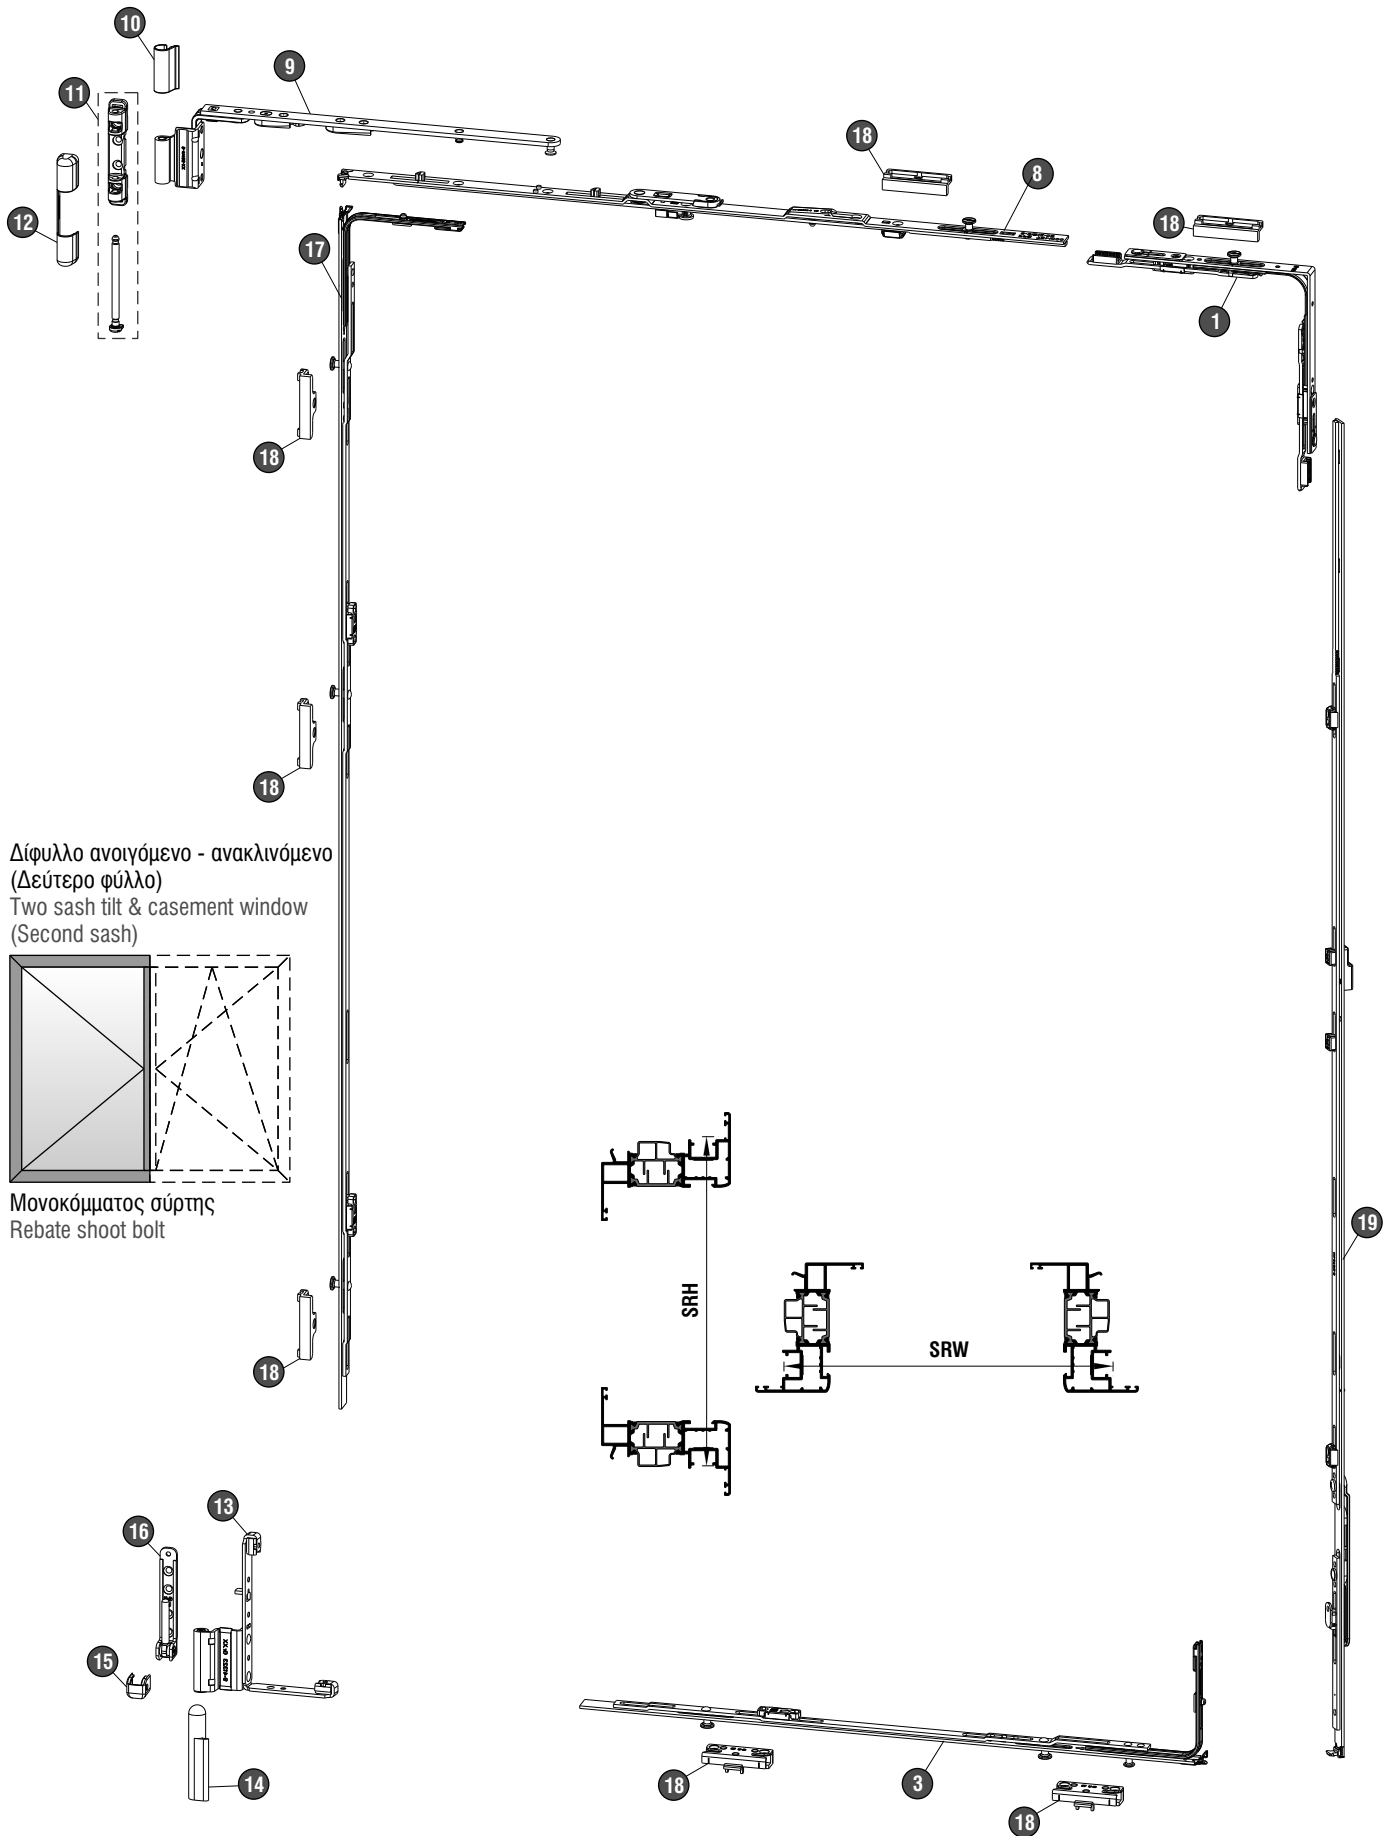 10
9
11
18
8
12
18
17
1
18
18
Δίφυλλο ανοιγόμενο - ανακλινόμενο
(Δεύτερο φύλλο)
Two sash tilt & casement window
(Second sash)
Μονοκόμματος σύρτης
Rebate shoot bolt
19
SRH
SRW
18
13
16
15
14
18
3
18